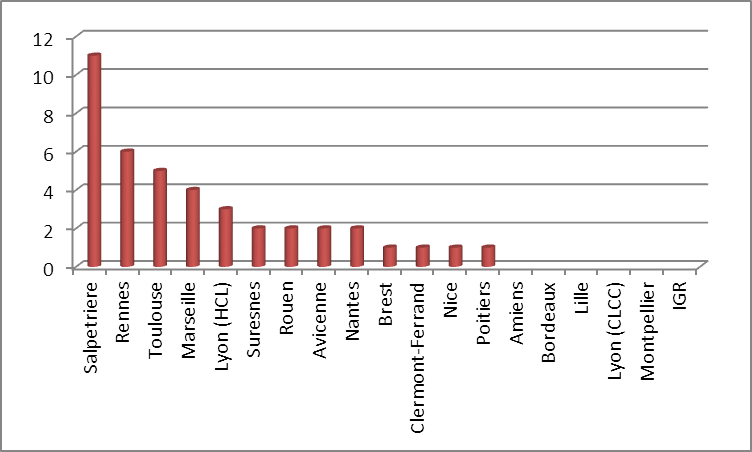 12
10
8
6
4
2
0
Salpetriere
Rennes
Toulouse
Marseille
Lyon (HCL)
Suresnes
Rouen
Avicenne
Nantes
Brest
Clermont-Ferrand
Nice
Poitiers
Amiens
Bordeaux
Lille
Lyon (CLCC)
Montpellier
IGR